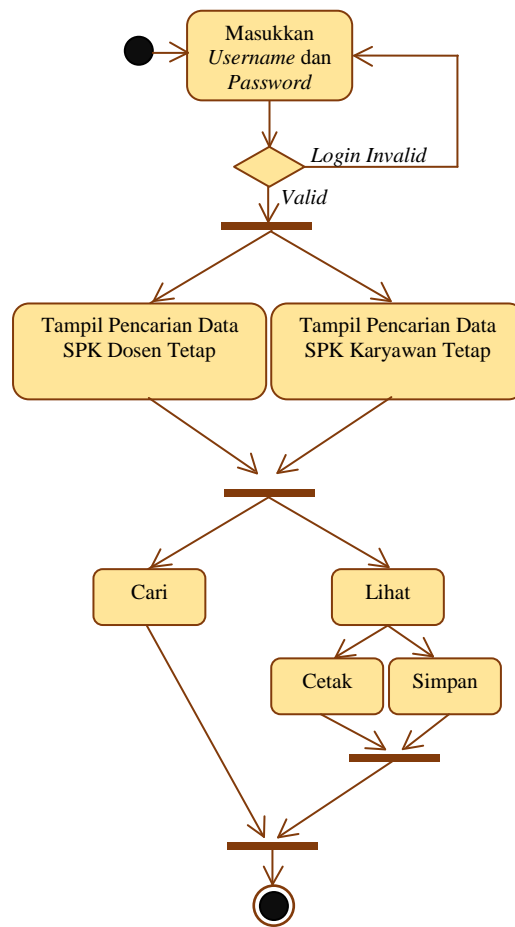 Masukkan
Username dan
Password
Login Invalid
Valid
Tampil Pencarian Data
SPK Dosen Tetap
Tampil Pencarian Data
SPK Karyawan Tetap
Cari
Lihat
Cetak
Simpan